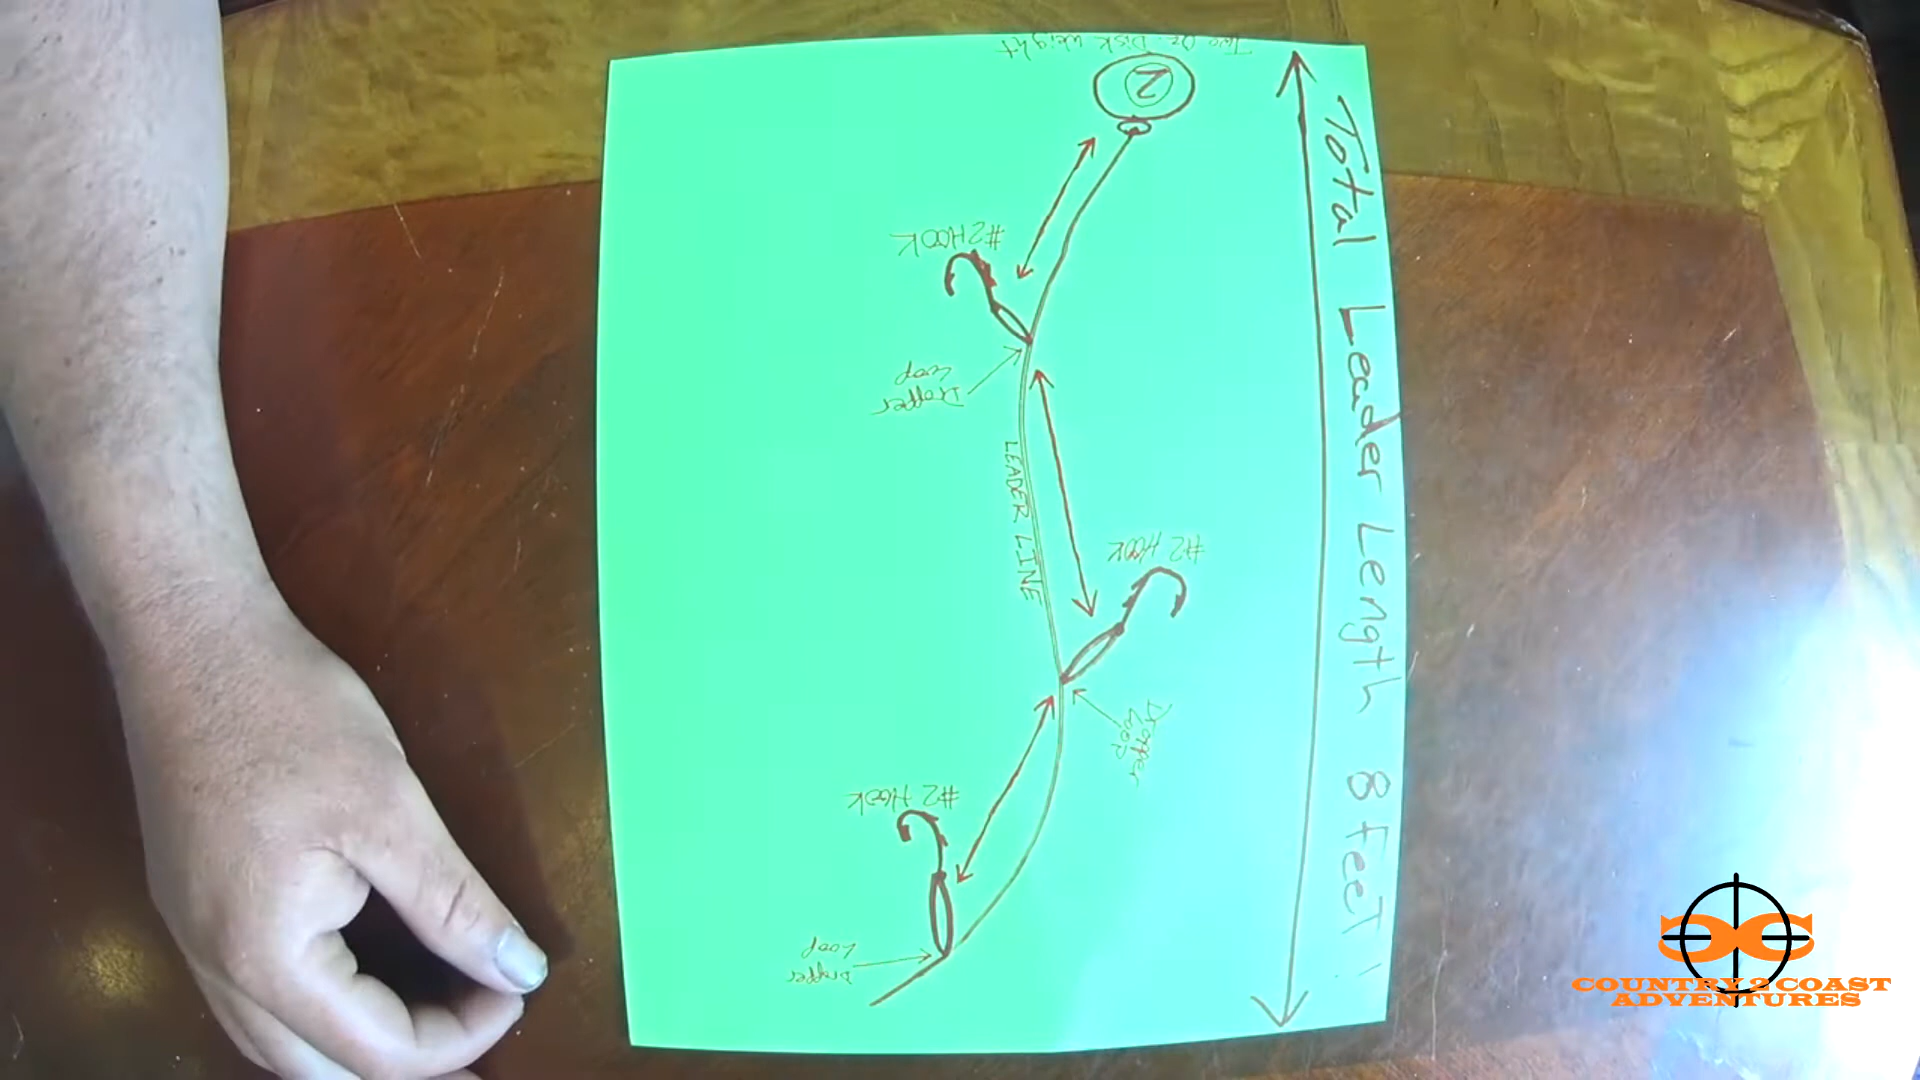 Two Oz. Disk Weight
2
#2 HOOK
Dropper
Loop
LEADER LINE
#2 HOOK
Dropper
Loop
#2 Hook
Dropper
Loop
Total Leader Length 8 FeeT!
COUNTRY 2 COAST
ADVENTURES